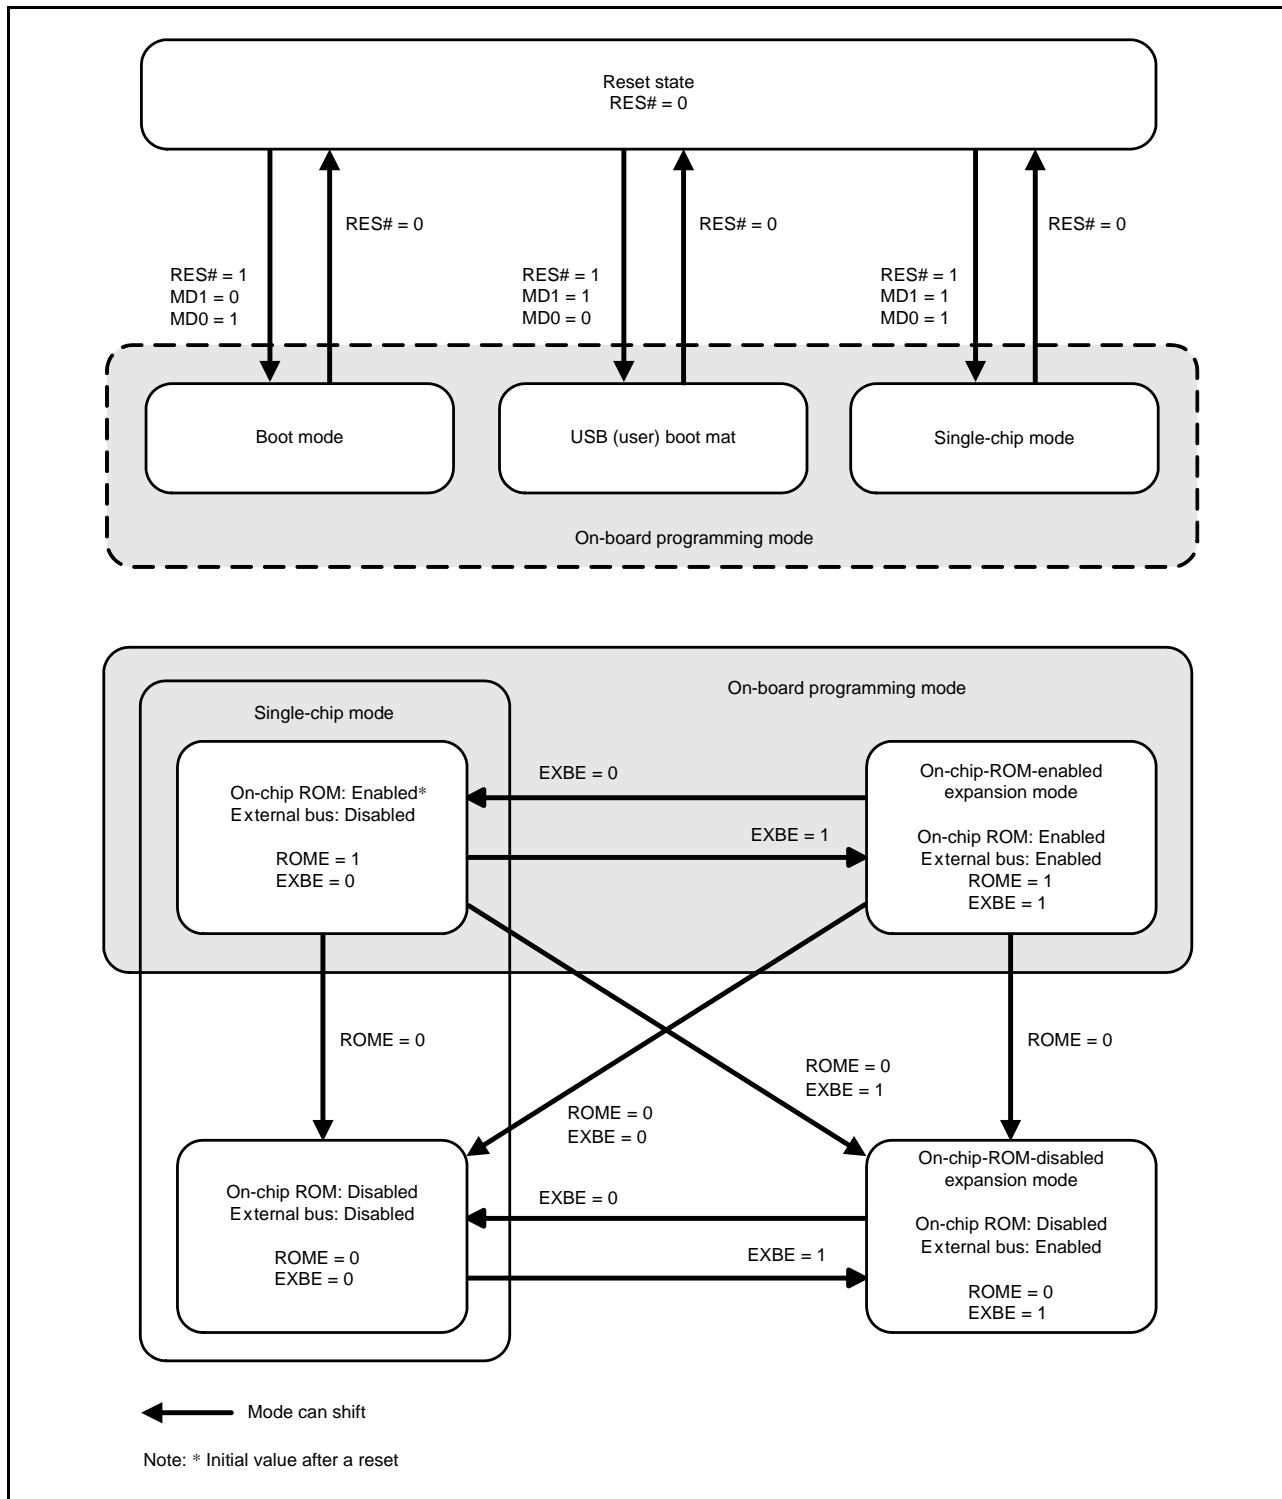 Reset state
RES# = 0
RES# = 0
RES# = 0
RES# = 0
RES# = 1
MD1 = 0
MD0 = 1
RES# = 1
MD1 = 1
MD0 = 0
RES# = 1
MD1 = 1
MD0 = 1
Boot mode
USB (user) boot mat
Single-chip mode
On-board programming mode
On-board programming mode
Single-chip mode
On-chip ROM: Enabled*
External bus: Disabled
ROME = 1
EXBE = 0
EXBE = 0
EXBE = 1
On-chip-ROM-enabled
expansion mode
On-chip ROM: Enabled
External bus: Enabled
ROME = 1
EXBE = 1
ROME = 0
ROME = 0
EXBE = 1
ROME = 0
EXBE = 0
ROME = 0
On-chip ROM: Disabled
External bus: Disabled
ROME = 0
EXBE = 0
EXBE = 0
EXBE = 1
On-chip-ROM-disabled
expansion mode
On-chip ROM: Disabled
External bus: Enabled
ROME = 0
EXBE = 1
Mode can shift
Note: * Initial value after a reset